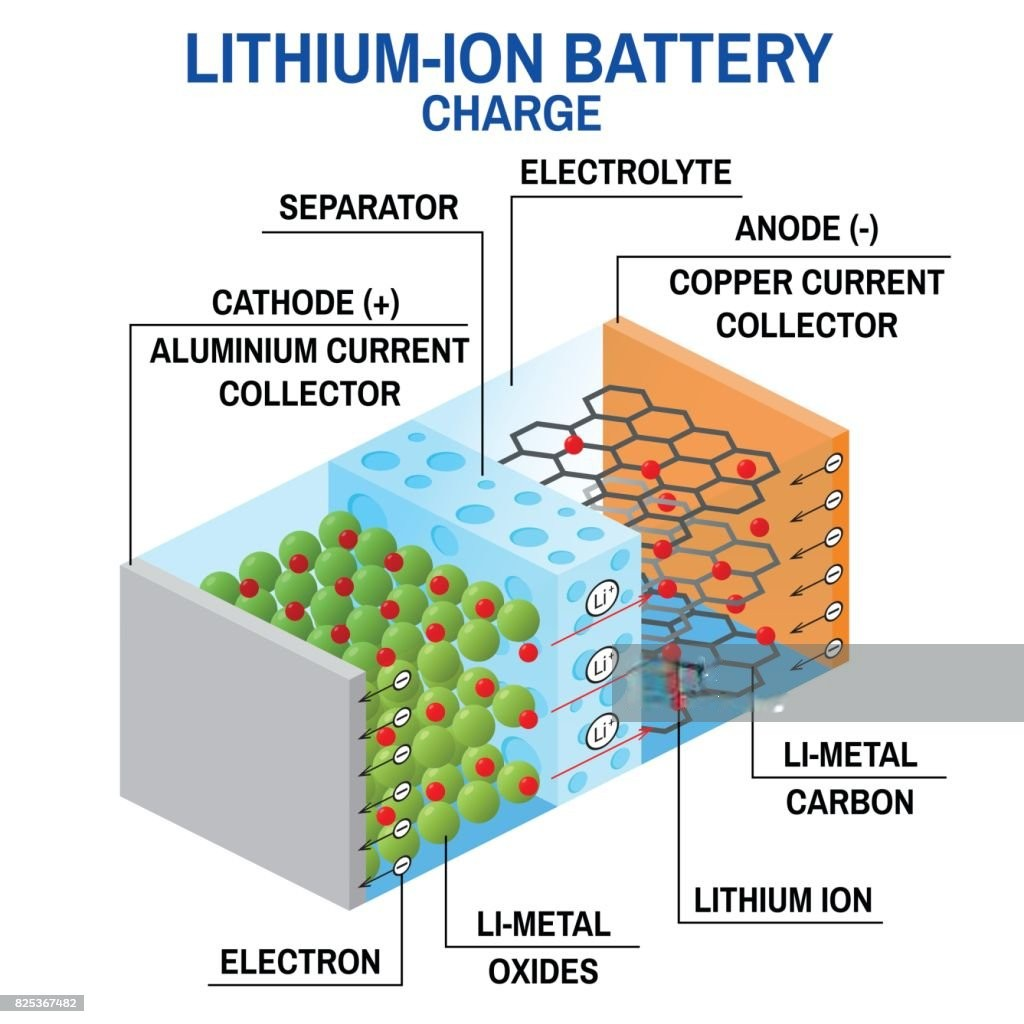 LITHIUM-ION BATTERY
CHARGE
ELECTROLYTE
SEPARATOR
ANODE (-)
COPPER CURRENT
COLLECTOR
CATHODE (+)
ALUMINIUM CURRENT
COLLECTOR
Li+
Li+
Li+
LI-METAL
CARBON
LITHIUM ION
LI-METAL
OXIDES
ELECTRON
825367482